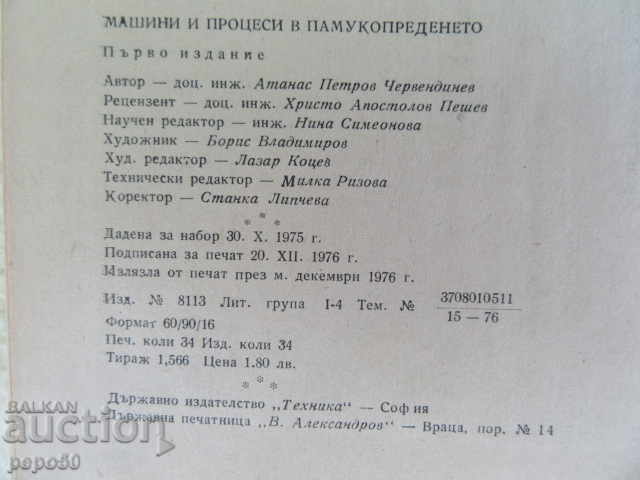 МАШИНИ И ПРОЦЕСИ В ПАМУКОПРЕДЕНЕТО
Първо издание
Автор — доц. инж. Атанас Петров Червендинев
Рецензент — доц. инж. Христо Апостолов Пешев
Научен редактор — инж. Нина Симеонова
Художник — Борис Владимиров
Худ. редактор — Лазар Коцев
Технически редактор — Милка Ризова
Коректор — Станка Липчева
* * *
Дадена за набор 30. X. 1975 г.
Подписана за печат 20. XII. 1976 г.
Излязла от печат през м. декември 1976 г.
Изд. № 8113 Лит. група I-4 Тем. № 3708010511
15 — 76
Формат 60/90/16
Печ. коли 34 Изд. коли 34
Тираж 1,566 Цена 1.80 лв.
* * *
Държавно издателство „Техника“ — София
Държавна печатница „В. Александров“ — Враца, пор. № 14
BALKAN
auction
papo50